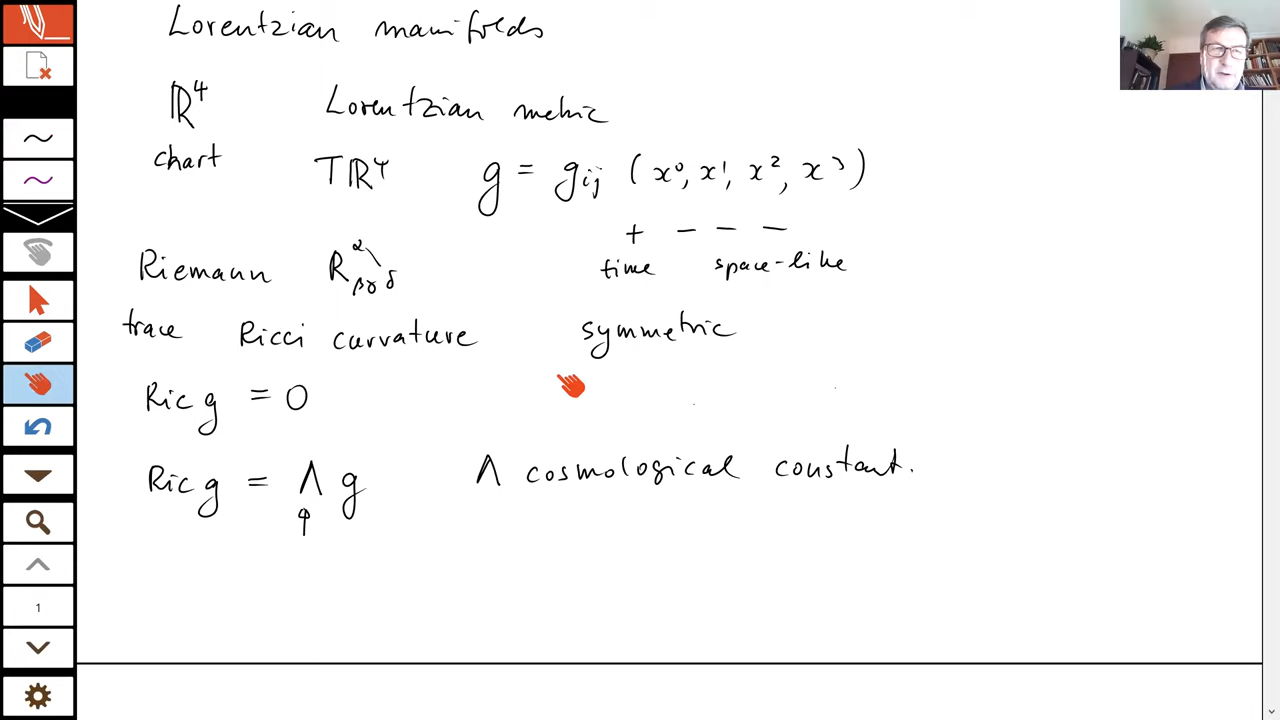 Lorentzian manifolds
ℝ⁴ Lorentzian metric
chart Tℝ⁴ g = gᵢⱼ (x⁰, x¹, x², x³)
+ − − −
time space-like
Riemann R^α_βγδ
trace Ricci curvature symmetric
Ric g = 0
Ric g = Λ g Λ cosmological constant.
↑
1